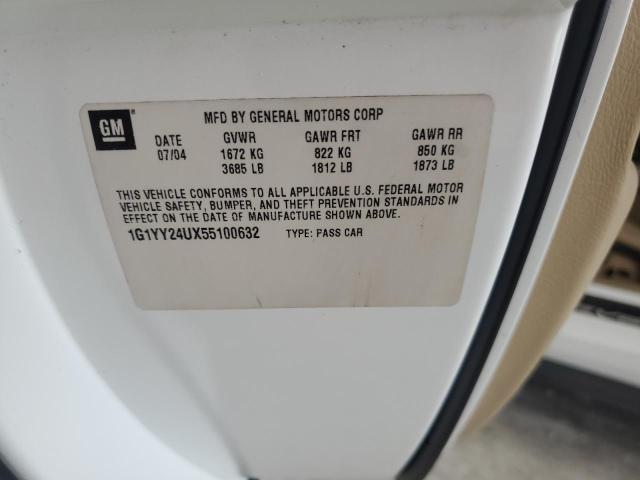 GM
MFD BY GENERAL MOTORS CORP
DATE GVWR GAWR FRT GAWR RR
07/04 1672 KG 822 KG 850 KG
3685 LB 1812 LB 1873 LB
THIS VEHICLE CONFORMS TO ALL APPLICABLE U.S. FEDERAL MOTOR
VEHICLE SAFETY, BUMPER, AND THEFT PREVENTION STANDARDS IN
EFFECT ON THE DATE OF MANUFACTURE SHOWN ABOVE.
1G1YY24UX55100632 TYPE: PASS CAR